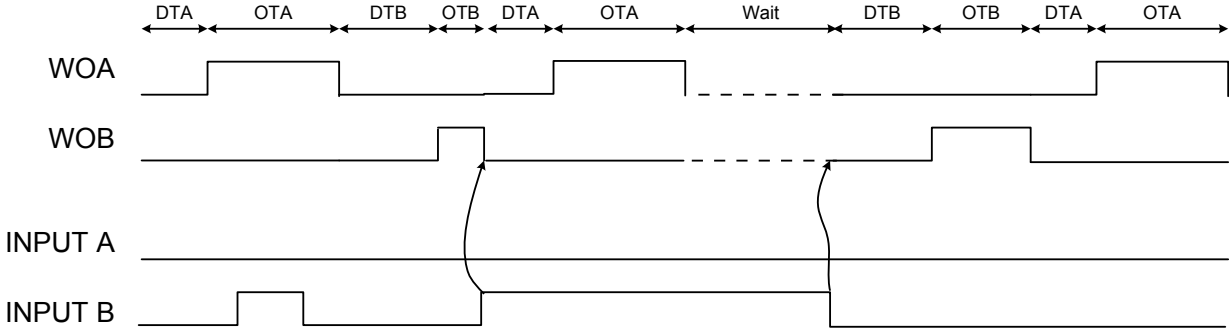 DTA OTA DTB OTB DTA OTA Wait DTB OTB DTA OTA
WOA
WOB
INPUT A
INPUT B